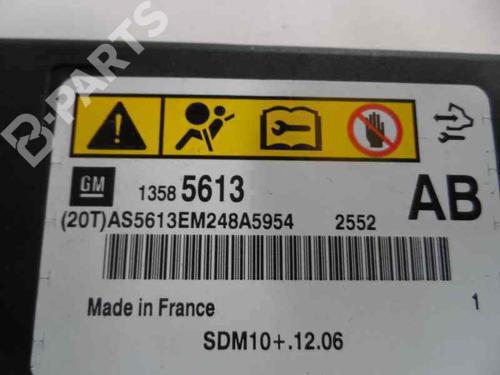 B-PARTS
GM 1358 5613 AB
(20T)AS5613EM248A5954 2552
Made in France 1
SDM10+.12.06